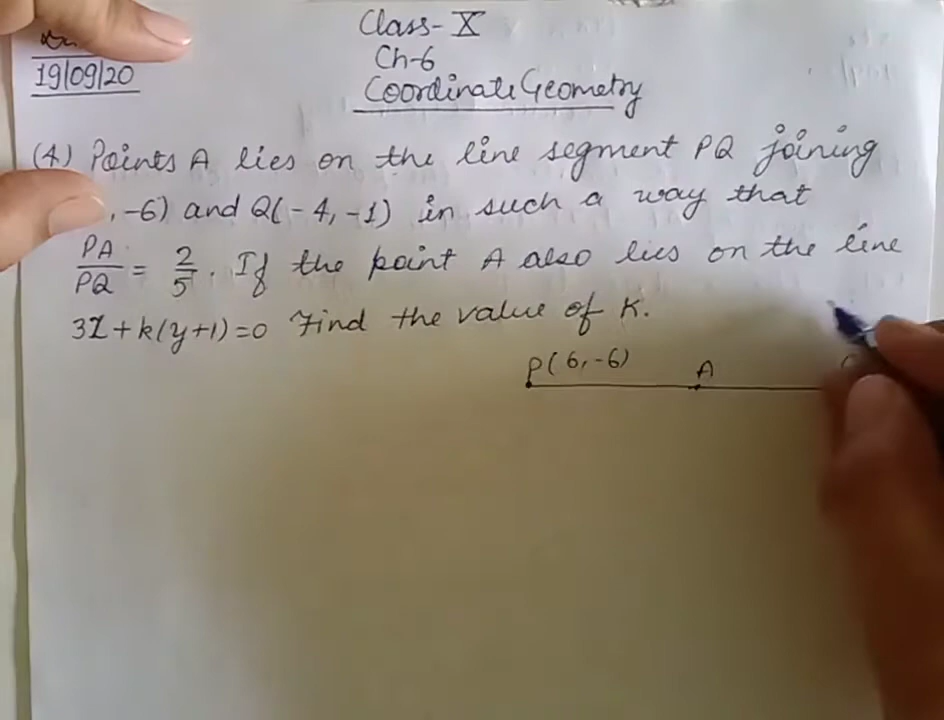 19/09/20
Class-X
Ch-6
Coordinate Geometry
(4) Points A lies on the line segment PQ joining
, -6) and Q(-4, -1) in such a way that
PA/PQ = 2/5. If the point A also lies on the line
3x+k(y+1)=0 Find the value of K.
P(6,-6) A